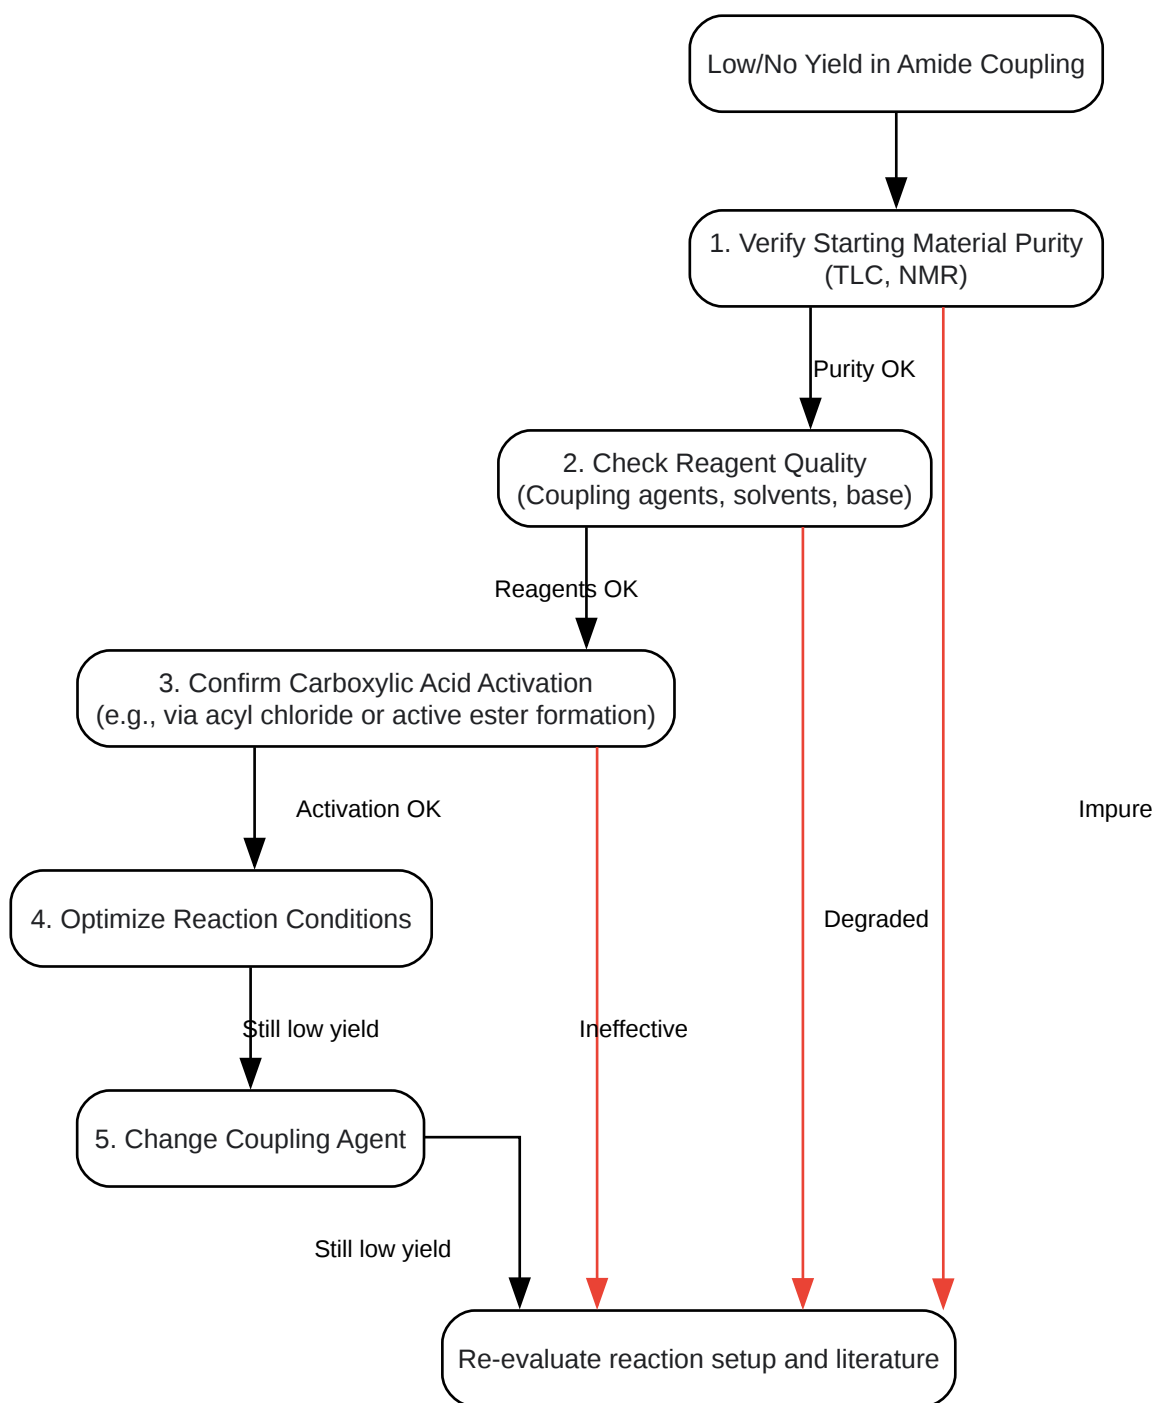 Low/No Yield in Amide Coupling
1. Verify Starting Material Purity
(TLC, NMR)
Purity OK
2. Check Reagent Quality
(Coupling agents, solvents, base)
Reagents OK
3. Confirm Carboxylic Acid Activation
(e.g., via acyl chloride or active ester formation)
Activation OK
Impure
4. Optimize Reaction Conditions
Degraded
Still low yield
Ineffective
5. Change Coupling Agent
Still low yield
Re-evaluate reaction setup and literature